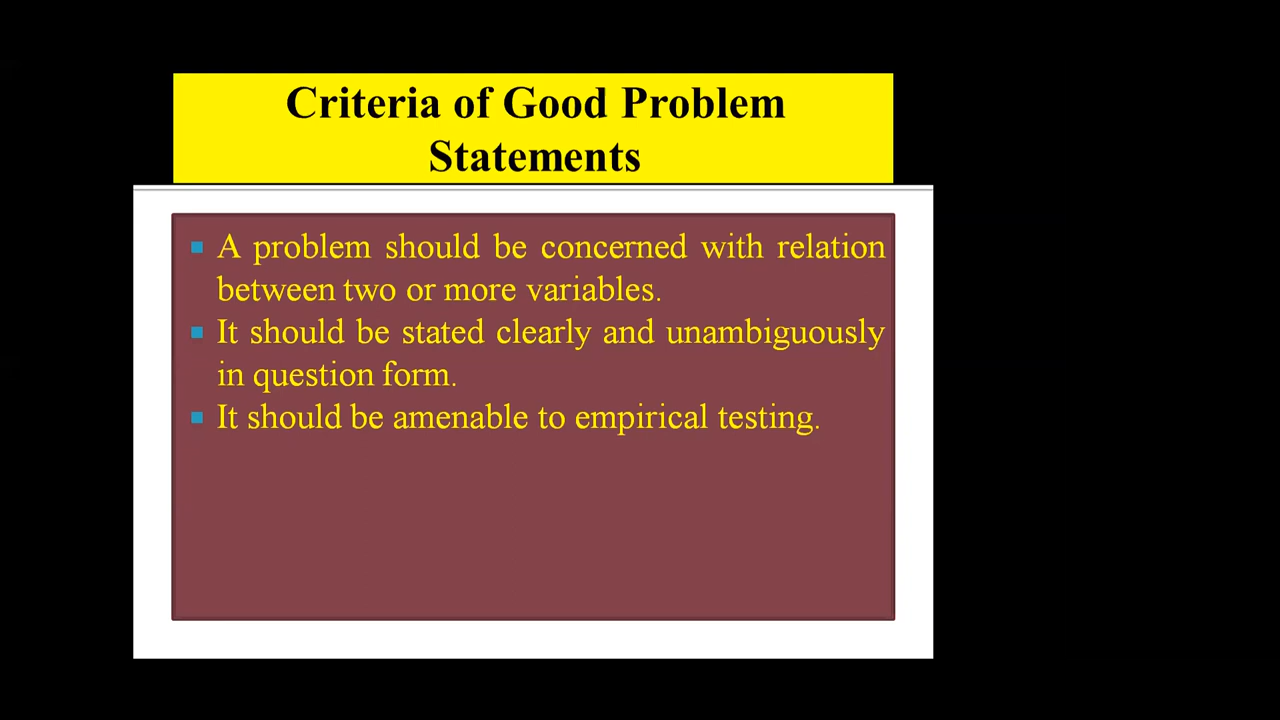 Criteria of Good Problem
Statements
A problem should be concerned with relation
between two or more variables.
It should be stated clearly and unambiguously
in question form.
It should be amenable to empirical testing.